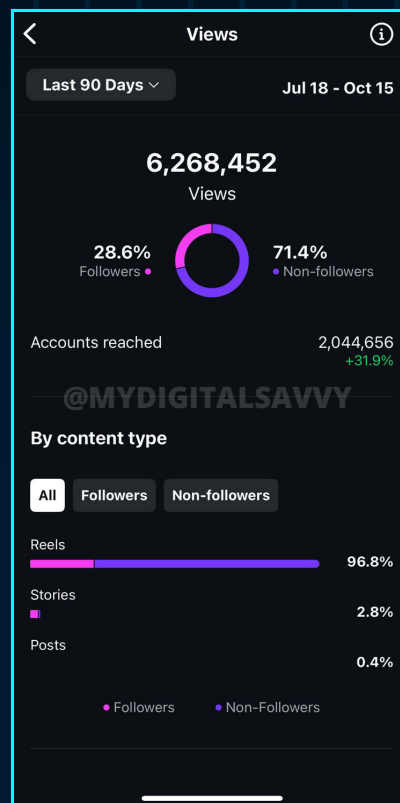 Views
Last 90 Days
Jul 18 - Oct 15
6,268,452
Views
28.6%
Followers
71.4%
Non-followers
Accounts reached
2,044,656
+31.9%
@MYDIGITALSAVVY
By content type
All
Followers
Non-followers
Reels
96.8%
Stories
2.8%
Posts
0.4%
Followers
Non-Followers